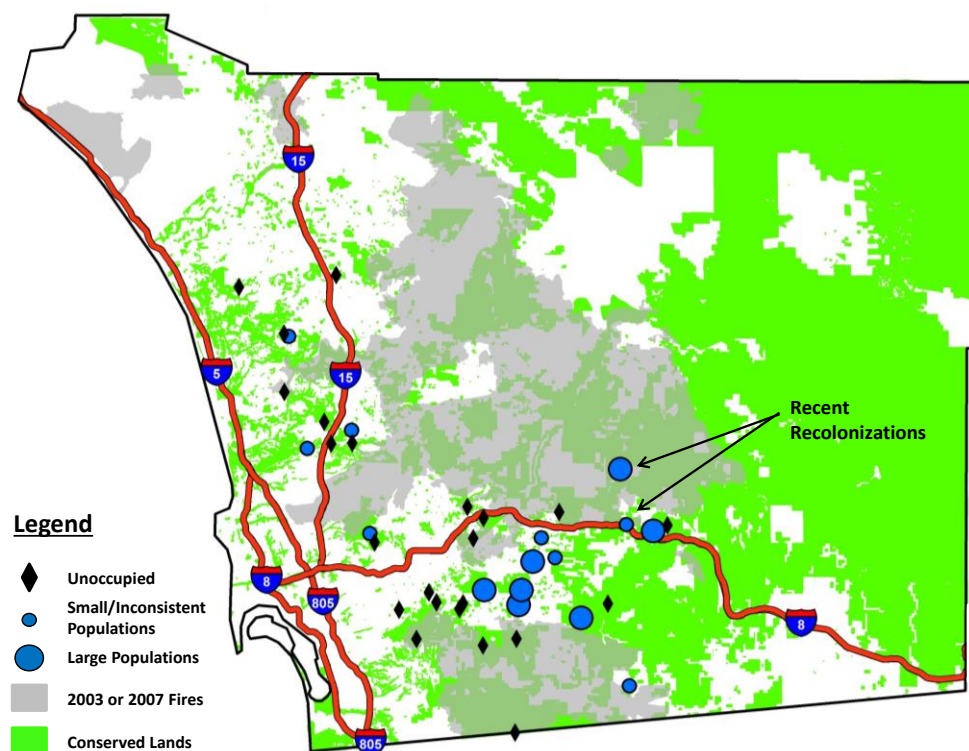 15
5
15
Recent
Recolonizations
Legend
Unoccupied
Small/Inconsistent
Populations
Large Populations
2003 or 2007 Fires
Conserved Lands
8
805
8
805